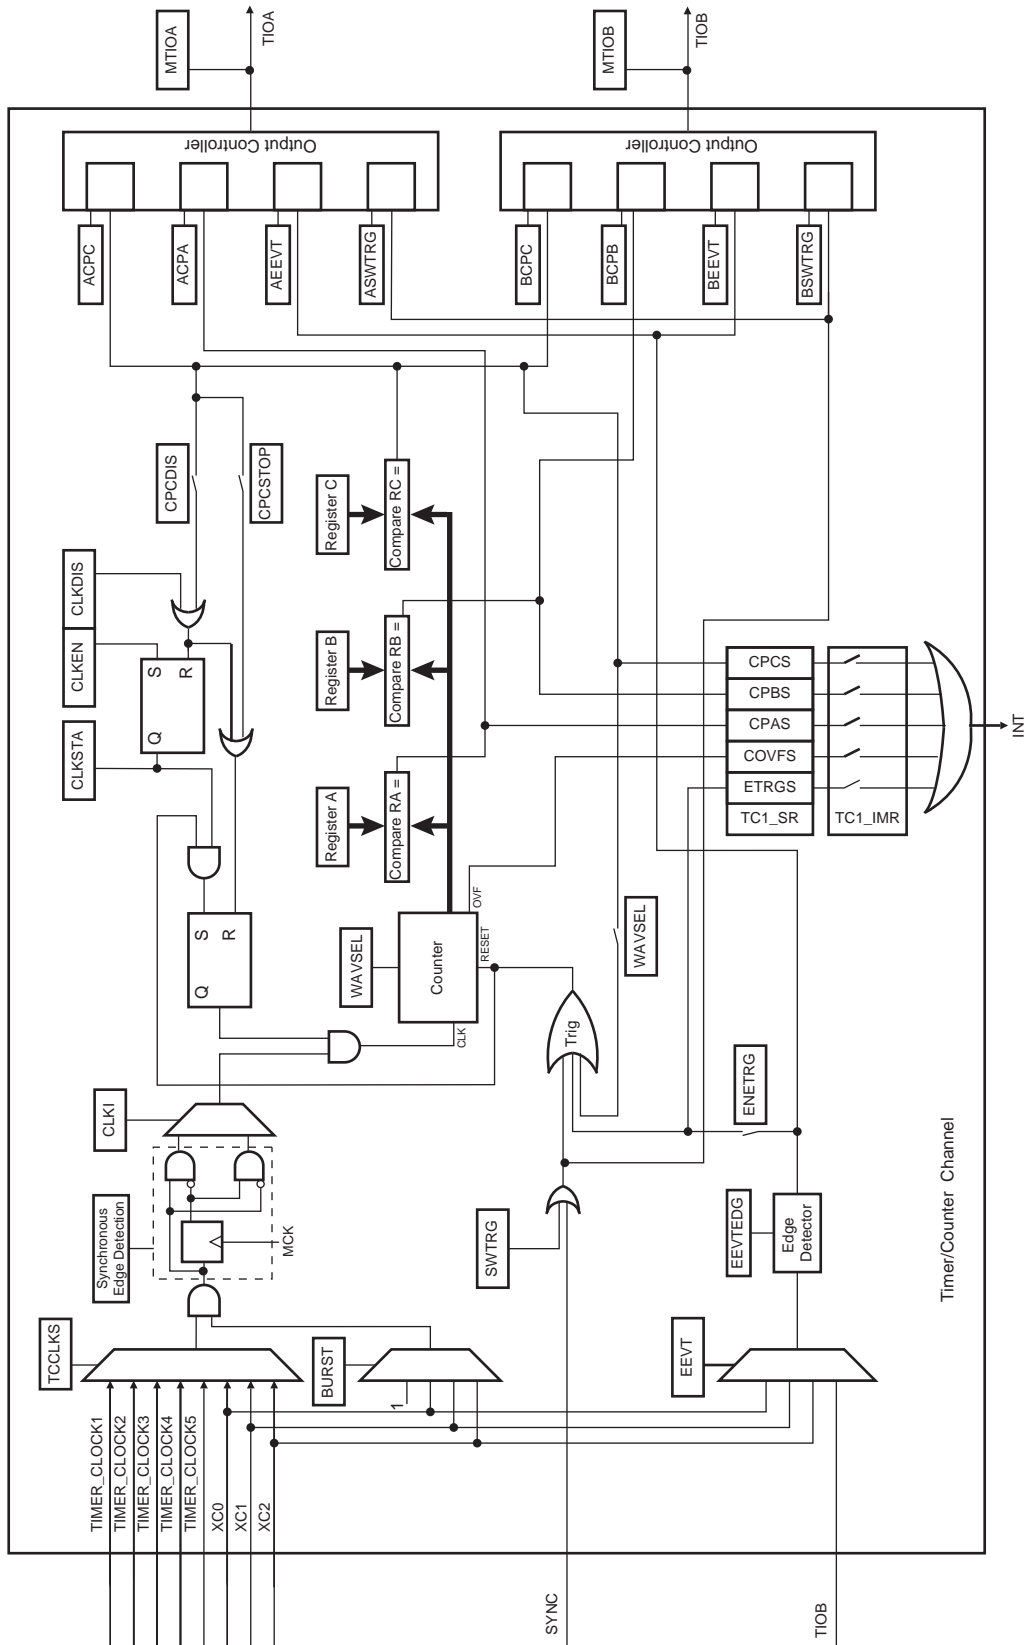 TIMER_CLOCK1
TIMER_CLOCK2
TIMER_CLOCK3
TIMER_CLOCK4
TIMER_CLOCK5
XC0
XC1
XC2
TCCLKS
Synchronous
Edge Detection
MCK
CLKI
BURST
1
CLKSTA
CLKEN
CLKDIS
Q
S
R
Q
S
R
CPCDIS
CPCSTOP
WAVSEL
Counter
CLK
RESET
OVF
Register A
Register B
Register C
Compare RA =
Compare RB =
Compare RC =
SYNC
SWTRG
Trig
WAVSEL
TIOB
EEVT
EEVTEDG
Edge
Detector
ENETRG
CPCS
CPBS
CPAS
COVFS
ETRGS
TC1_SR
TC1_IMR
INT
ACPC
ACPA
AEEVT
ASWTRG
Output Controller
MTIOA
TIOA
BCPC
BCPB
BEEVT
BSWTRG
Output Controller
MTIOB
TIOB
Timer/Counter Channel